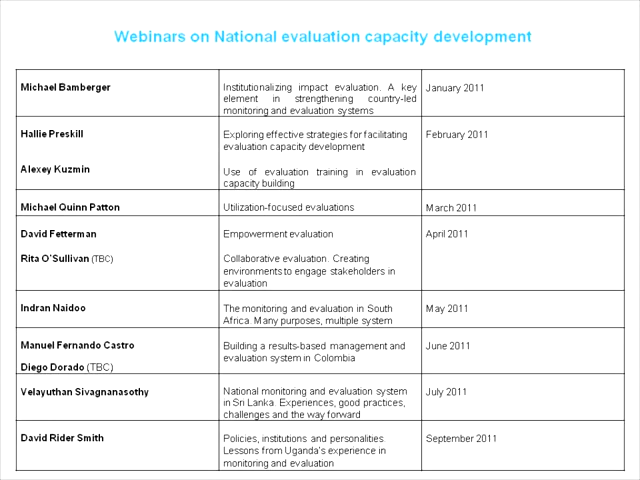 Webinars on National evaluation capacity development
Michael Bamberger
Institutionalizing impact evaluation. A key
element in strengthening country-led
monitoring and evaluation systems
January 2011
Hallie Preskill
Exploring effective strategies for facilitating
evaluation capacity development
February 2011
Alexey Kuzmin
Use of evaluation training in evaluation
capacity building
Michael Quinn Patton
Utilization-focused evaluations
March 2011
David Fetterman
Empowerment evaluation
April 2011
Rita O'Sullivan (TBC)
Collaborative evaluation. Creating
environments to engage stakeholders in
evaluation
Indran Naidoo
The monitoring and evaluation in South
Africa. Many purposes, multiple system
May 2011
Manuel Fernando Castro
Diego Dorado (TBC)
Building a results-based management and
evaluation system in Colombia
June 2011
Velayuthan Sivagnanasothy
National monitoring and evaluation system
in Sri Lanka. Experiences, good practices,
challenges and the way forward
July 2011
David Rider Smith
Policies, institutions and personalities.
Lessons from Uganda's experience in
monitoring and evaluation
September 2011